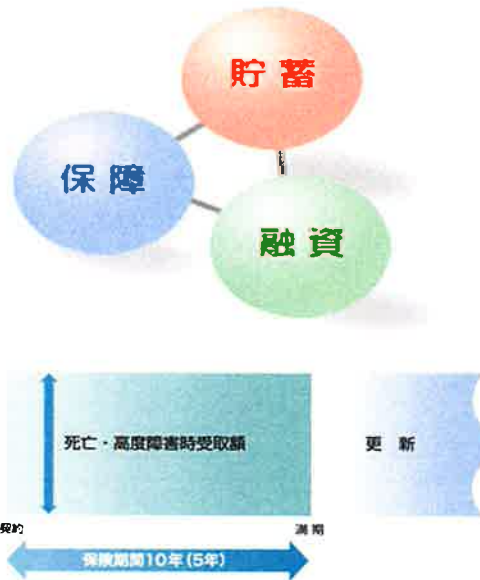 貯蓄
保障
融資
死亡・高度障害時受取額
更新
契約
満期
保険期間10年(5年)